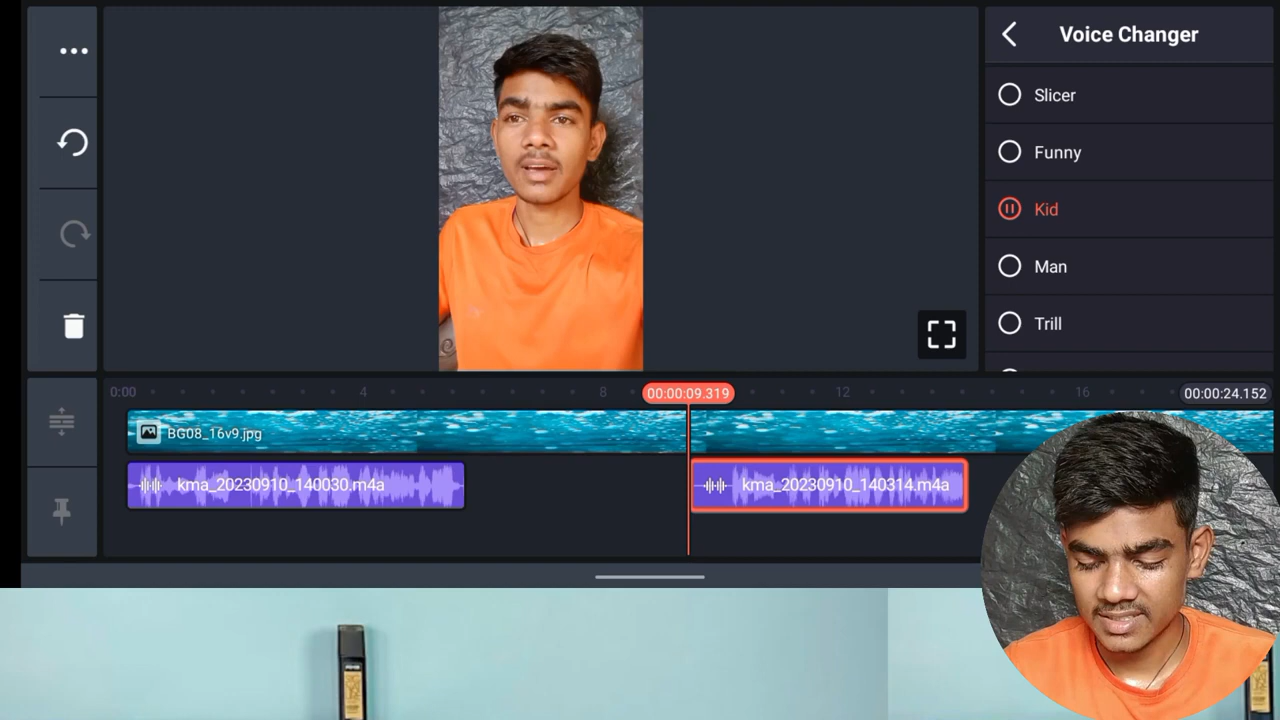 Voice Changer
Slicer
Funny
Kid
Man
Trill
0:00
4
8
00:00:09.319
12
16
00:00:24.152
BG08_16v9.jpg
kma_20230910_140030.m4a
kma_20230910_140314.m4a